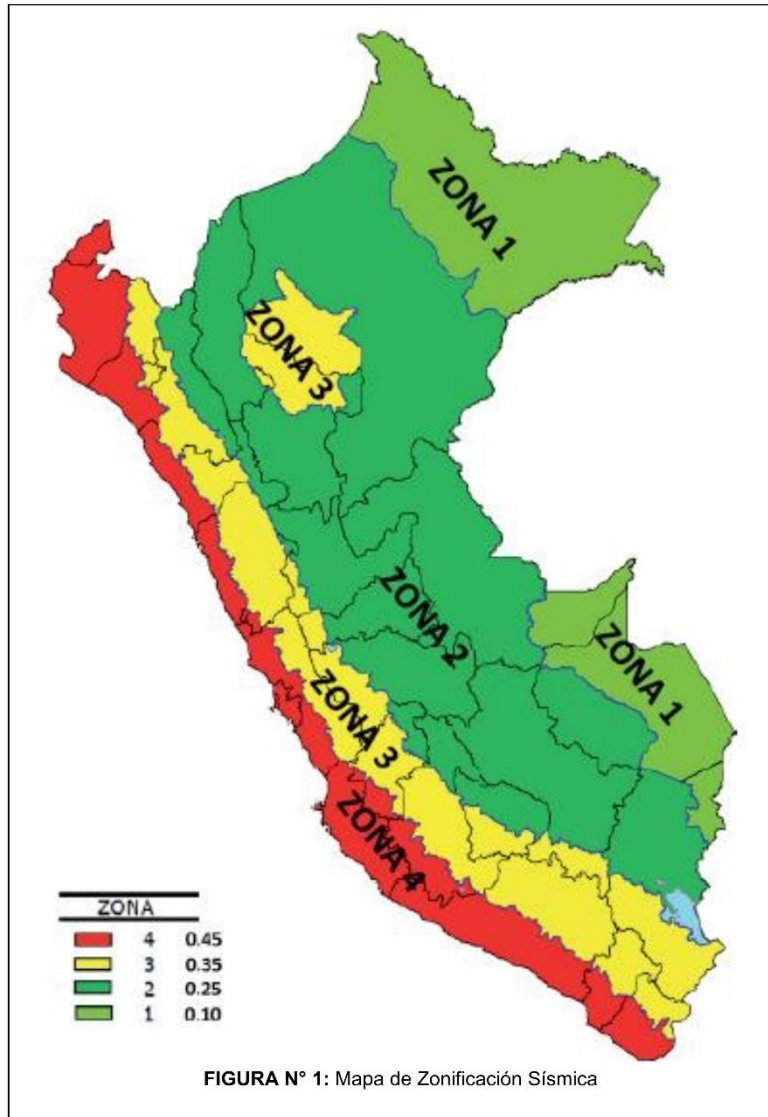 ZONA 1
ZONA 3
ZONA 2
ZONA 1
ZONA 3
ZONA 4
ZONA
4 0.45
3 0.35
2 0.25
1 0.10
FIGURA N° 1: Mapa de Zonificación Sísmica